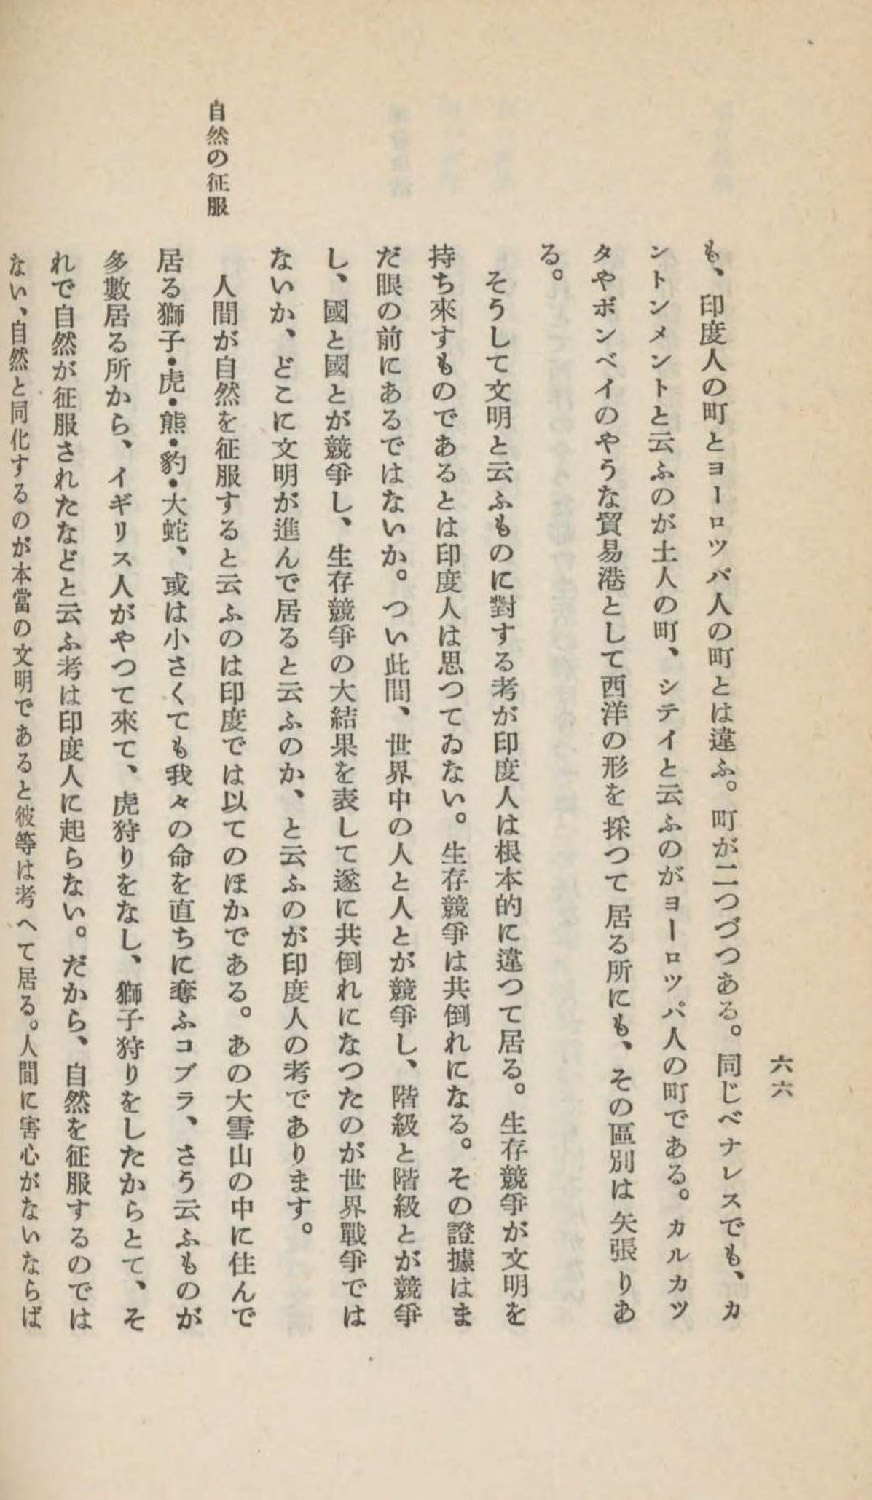 六六
も、印度人の町とヨーロッパ人の町とは違ふ。町が二つづつある。同じベナレスでも、カ
ントンメントと云ふのが土人の町、シテイと云ふのがヨーロッパ人の町である。カルカツ
タやボンベイのやうな貿易港として西洋の形を採つて居る所にも、その區別は矢張りあ
る。
そうして文明と云ふものに對する考が印度人は根本的に違つて居る。生存競爭が文明を
持ち來すものであるとは印度人は思つてゐない。生存競爭は共倒れになる。その證據はま
だ眼の前にあるではないか。つい此間、世界中の人と人とが競爭し、階級と階級とが競爭
し、國と國とが競爭し、生存競爭の大結果を表して遂に共倒れになつたのが世界戰爭では
ないか、どこに文明が進んで居ると云ふのか、と云ふのが印度人の考であります。
自然の征服
人間が自然を征服すると云ふのは印度では以てのほかである。あの大雪山の中に住んで
居る獅子・虎・熊・豹・大蛇、或は小さくても我々の命を直ちに奪ふコブラ、さう云ふものが
多數居る所から、イギリス人がやつて來て、虎狩りをなし、獅子狩りをしたからとて、そ
れで自然が征服されたなどと云ふ考は印度人に起らない。だから、自然を征服するのでは
ない、自然と同化するのが本當の文明であると彼等は考へて居る。人間に害心がないならば